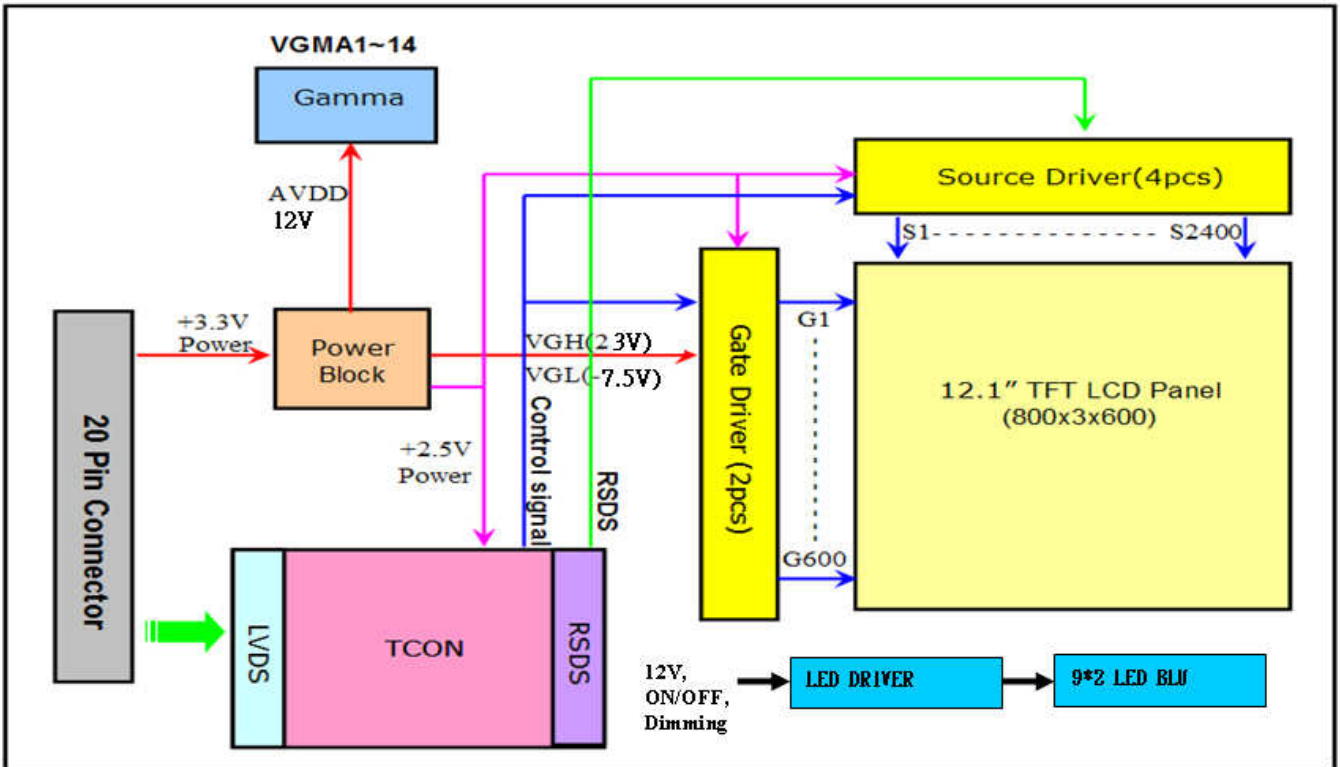 VGMA1~14
Gamma
AVDD
12V
Source Driver(4pcs)
S1- - - - - - - - - - - - - - S2400
+3.3V
Power
Power
Block
VGH(23V)
VGL(-7.5V)
G1
Gate Driver (2pcs)
12.1" TFT LCD Panel
(800x3x600)
20 Pin Connector
+2.5V
Power
Control signal
RSDS
G600
LVDS
TCON
RSDS
12V,
ON/OFF,
Dimming
LED DRIVER
9*2 LED BLU